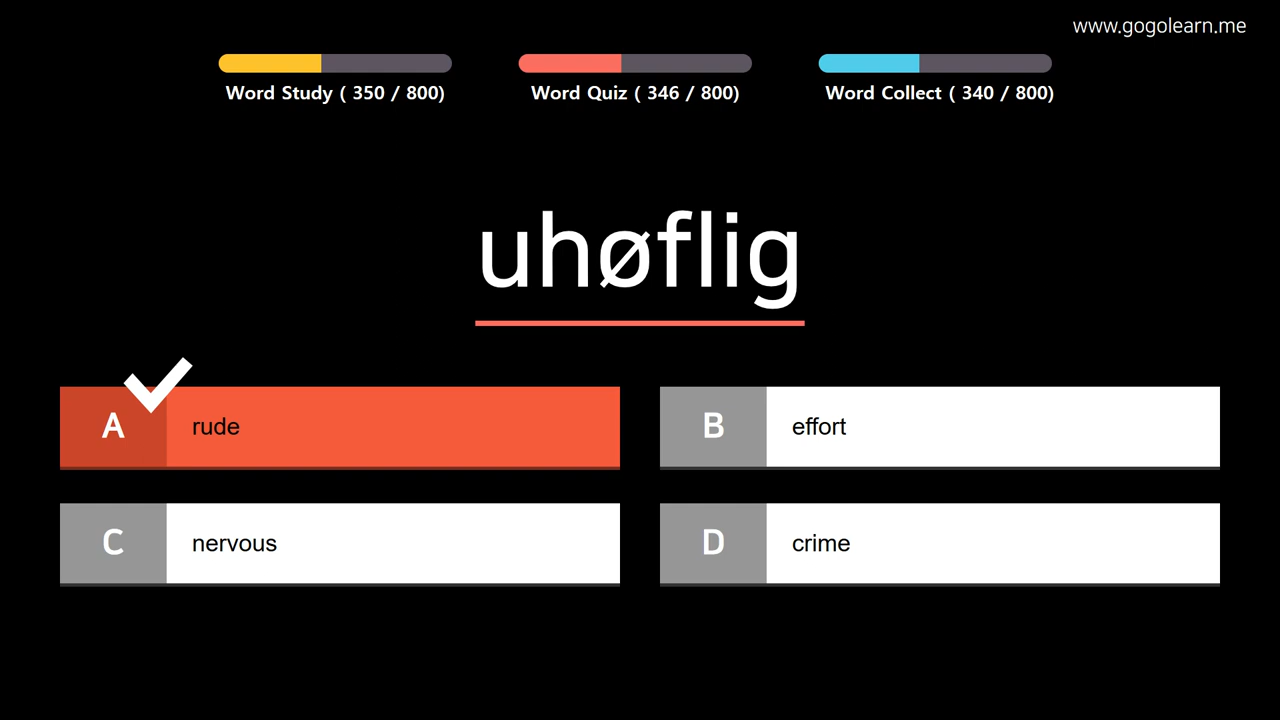 www.gogolearn.me
Word Study ( 350 / 800)
Word Quiz ( 346 / 800)
Word Collect ( 340 / 800)
uhøflig
A rude
B effort
C nervous
D crime